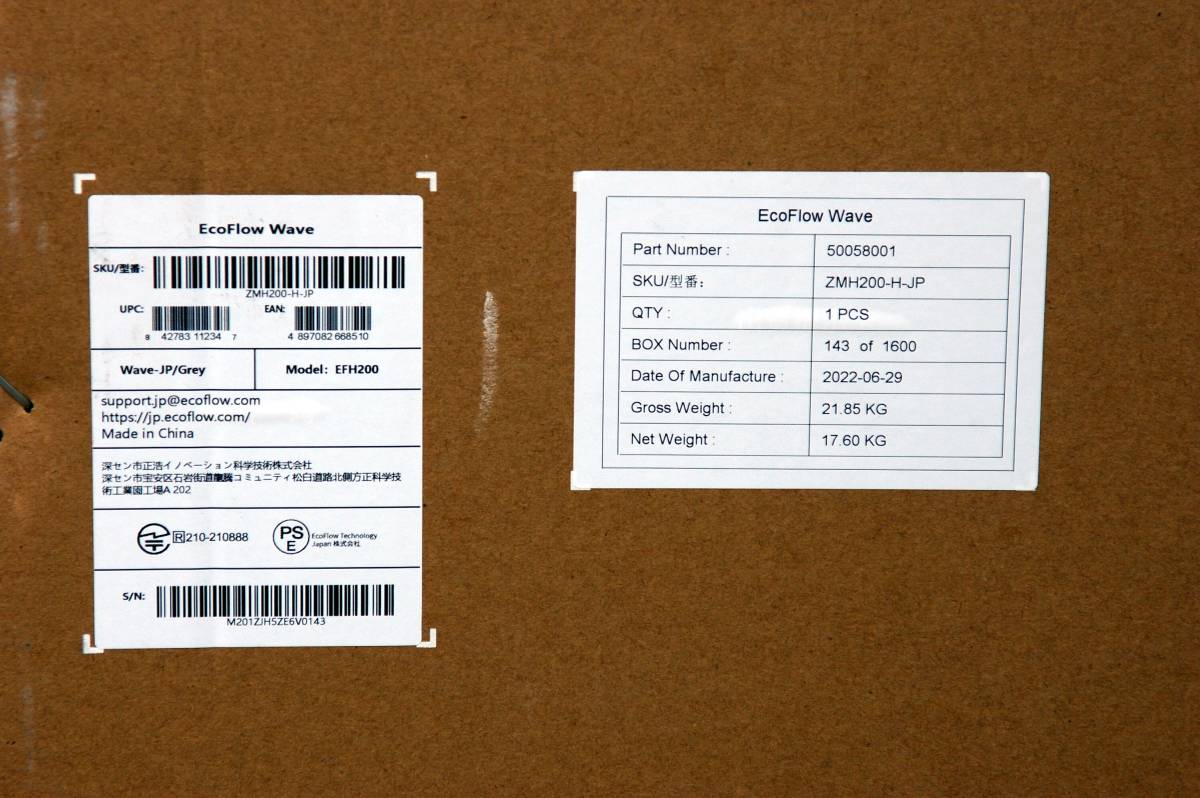 EcoFlow Wave
SKU/型番:
ZMH200-H-JP
UPC:
8 42783 11234 7
EAN:
4 897082 668510
Wave-JP/Grey
Model: EFH200
support.jp@ecoflow.com
https://jp.ecoflow.com/
Made in China
深セン市正浩イノベーション科学技術株式会社
深セン市宝安区石岩街道龍騰コミュニティ松白道路北側方正科学技
術工業園工場A 202
R 210-210888
PS
E
EcoFlow Technology
Japan 株式会社
S/N:
M201ZJH5ZE6V0143
EcoFlow Wave
Part Number : 50058001
SKU/型番: ZMH200-H-JP
QTY : 1 PCS
BOX Number : 143 of 1600
Date Of Manufacture : 2022-06-29
Gross Weight : 21.85 KG
Net Weight : 17.60 KG